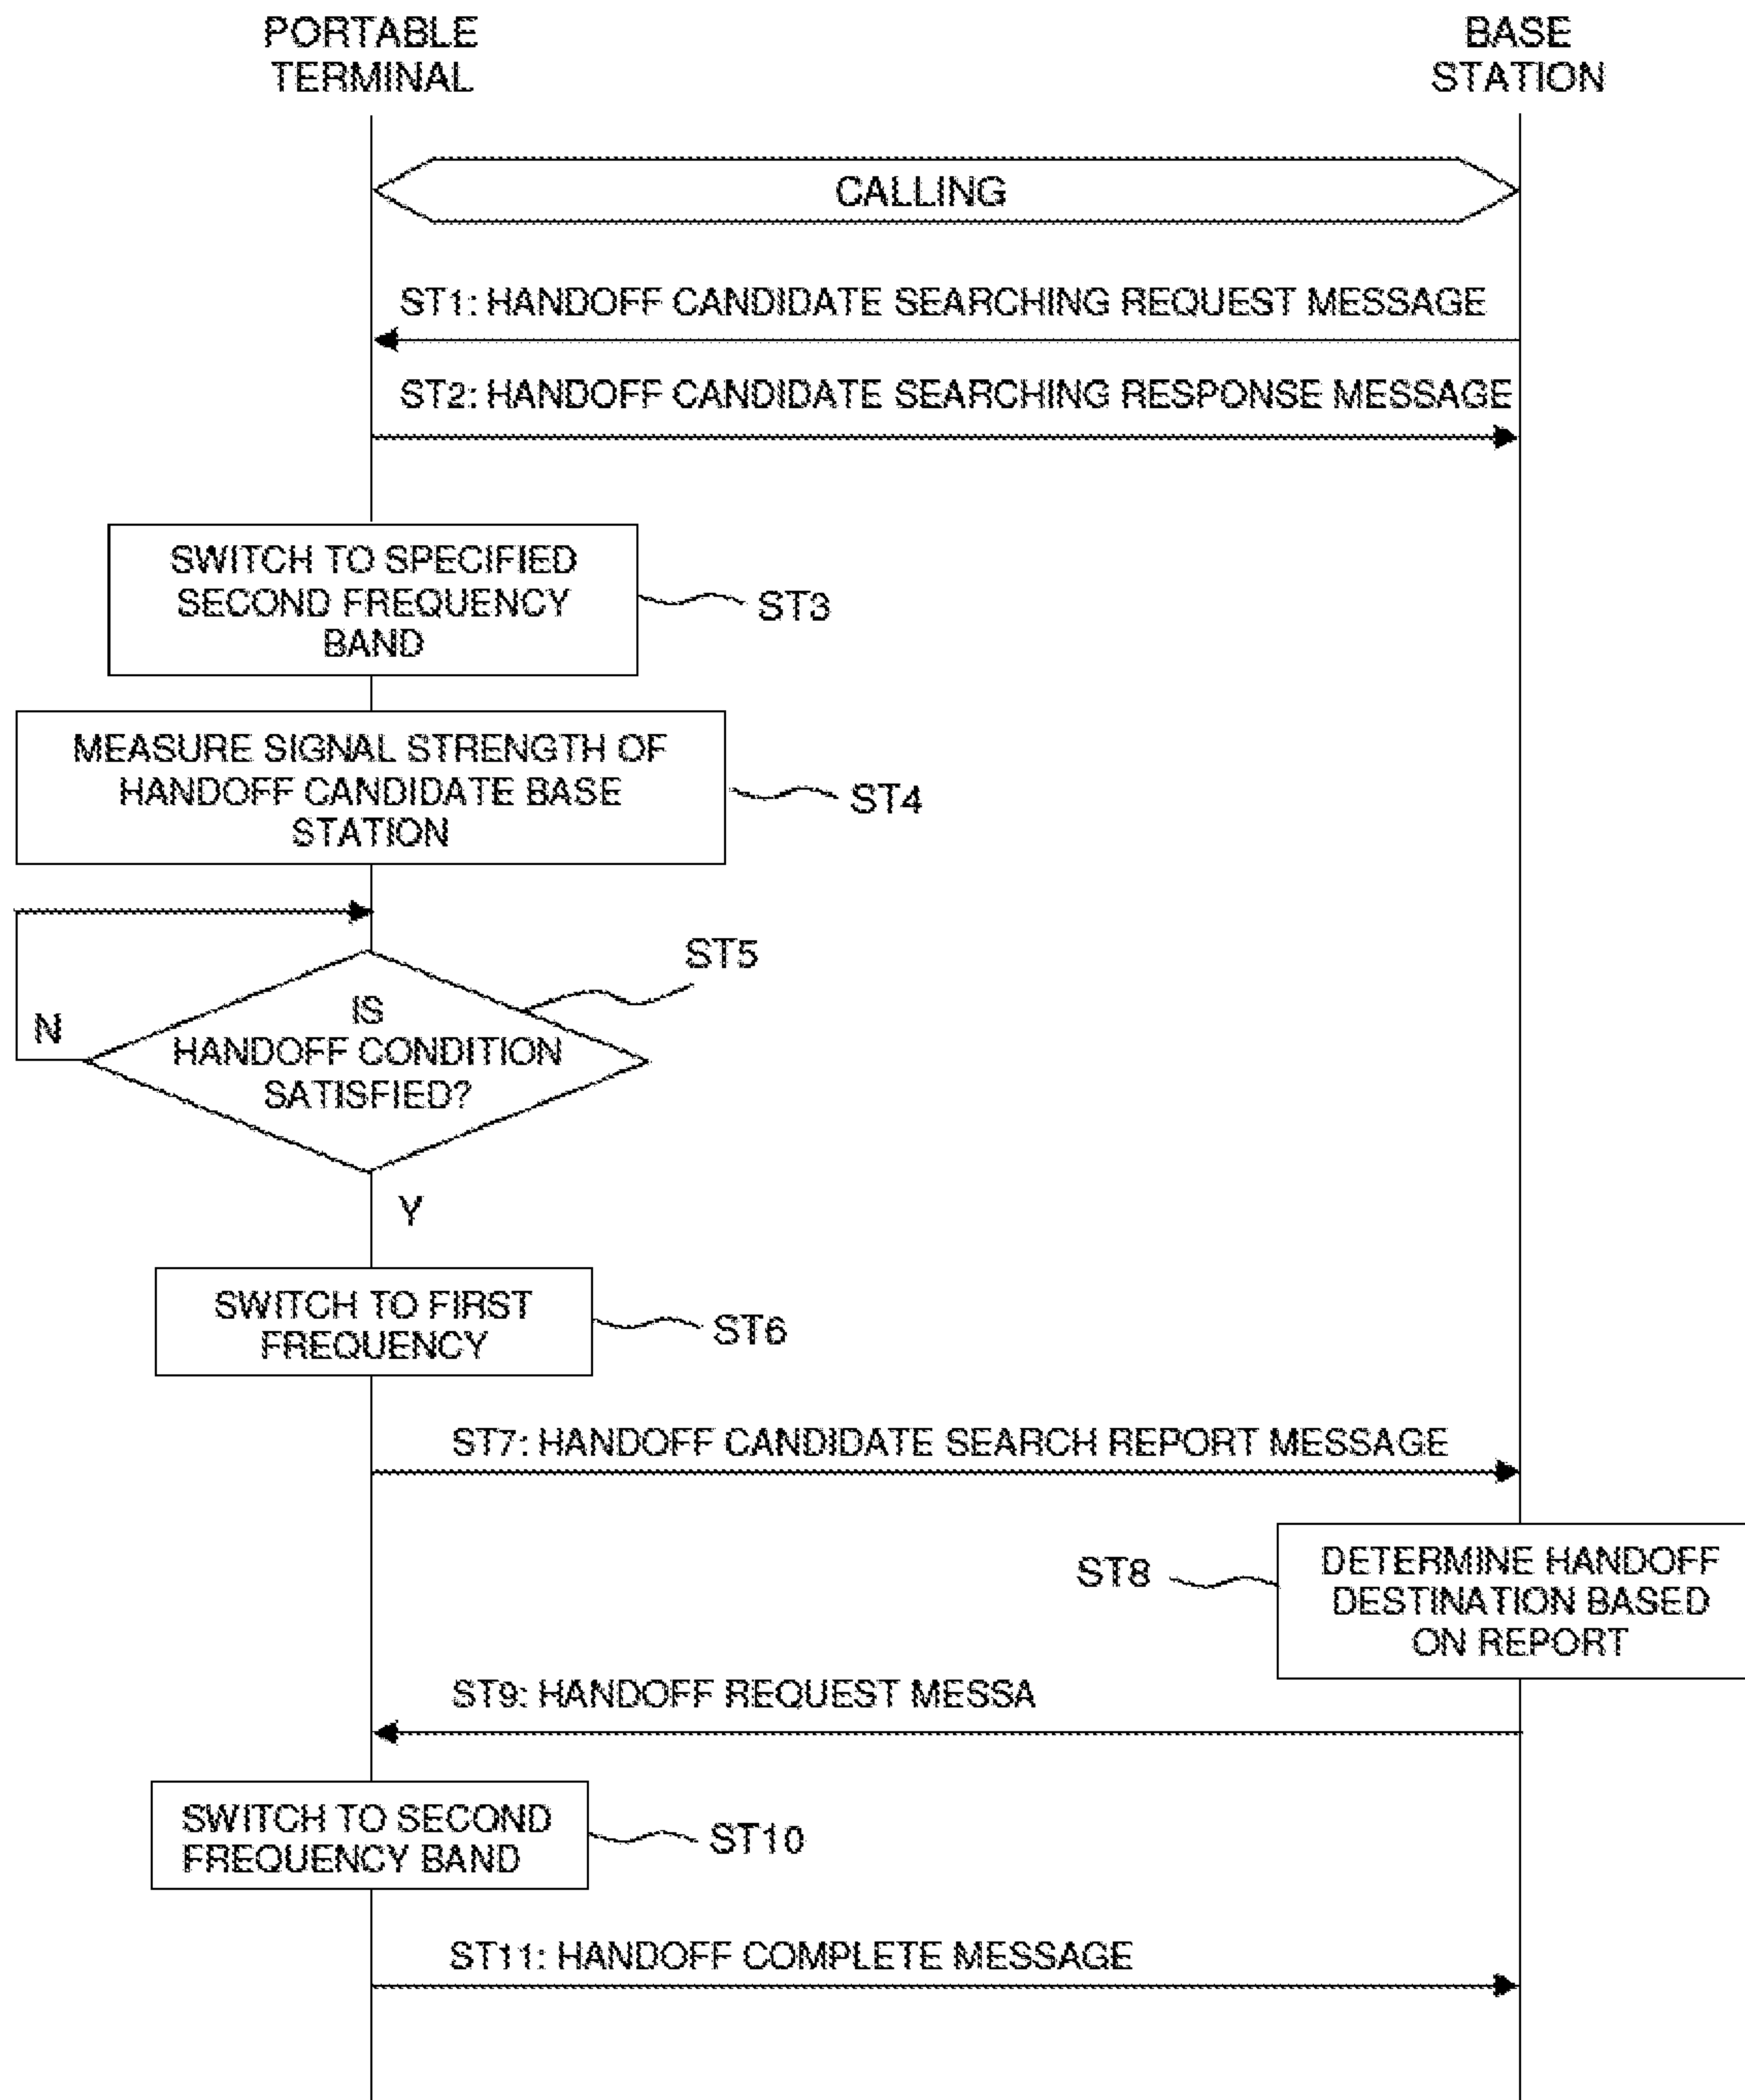 PORTABLE
TERMINAL
BASE
STATION
CALLING
ST1: HANDOFF CANDIDATE SEARCHING REQUEST MESSAGE
ST2: HANDOFF CANDIDATE SEARCHING RESPONSE MESSAGE
SWITCH TO SPECIFIED
SECOND FREQUENCY
BAND
ST3
MEASURE SIGNAL STRENGTH OF
HANDOFF CANDIDATE BASE
STATION
ST4
ST5
N
IS
HANDOFF CONDITION
SATISFIED?
Y
SWITCH TO FIRST
FREQUENCY
ST6
ST7: HANDOFF CANDIDATE SEARCH REPORT MESSAGE
ST8
DETERMINE HANDOFF
DESTINATION BASED
ON REPORT
ST9: HANDOFF REQUEST MESSA
SWITCH TO SECOND
FREQUENCY BAND
ST10
ST11: HANDOFF COMPLETE MESSAGE